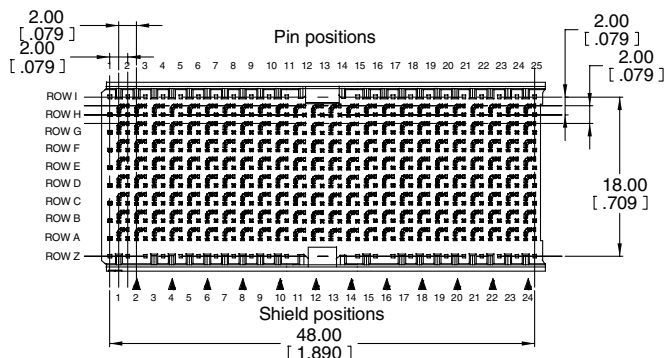 2.00
[ .079 ]
Pin positions
2.00
[ .079 ]
2.00
[ .079 ]
2.00
[ .079 ]
1 2 3 4 5 6 7 8 9 10 11 12 13 14 15 16 17 18 19 20 21 22 23 24 25
ROW I
ROW H
ROW G
ROW F
ROW E
ROW D
ROW C
ROW B
ROW A
ROW Z
18.00
[ .709 ]
1 2 3 4 5 6 7 8 9 10 11 12 13 14 15 16 17 18 19 20 21 22 23 24
Shield positions
48.00
[ 1.890 ]